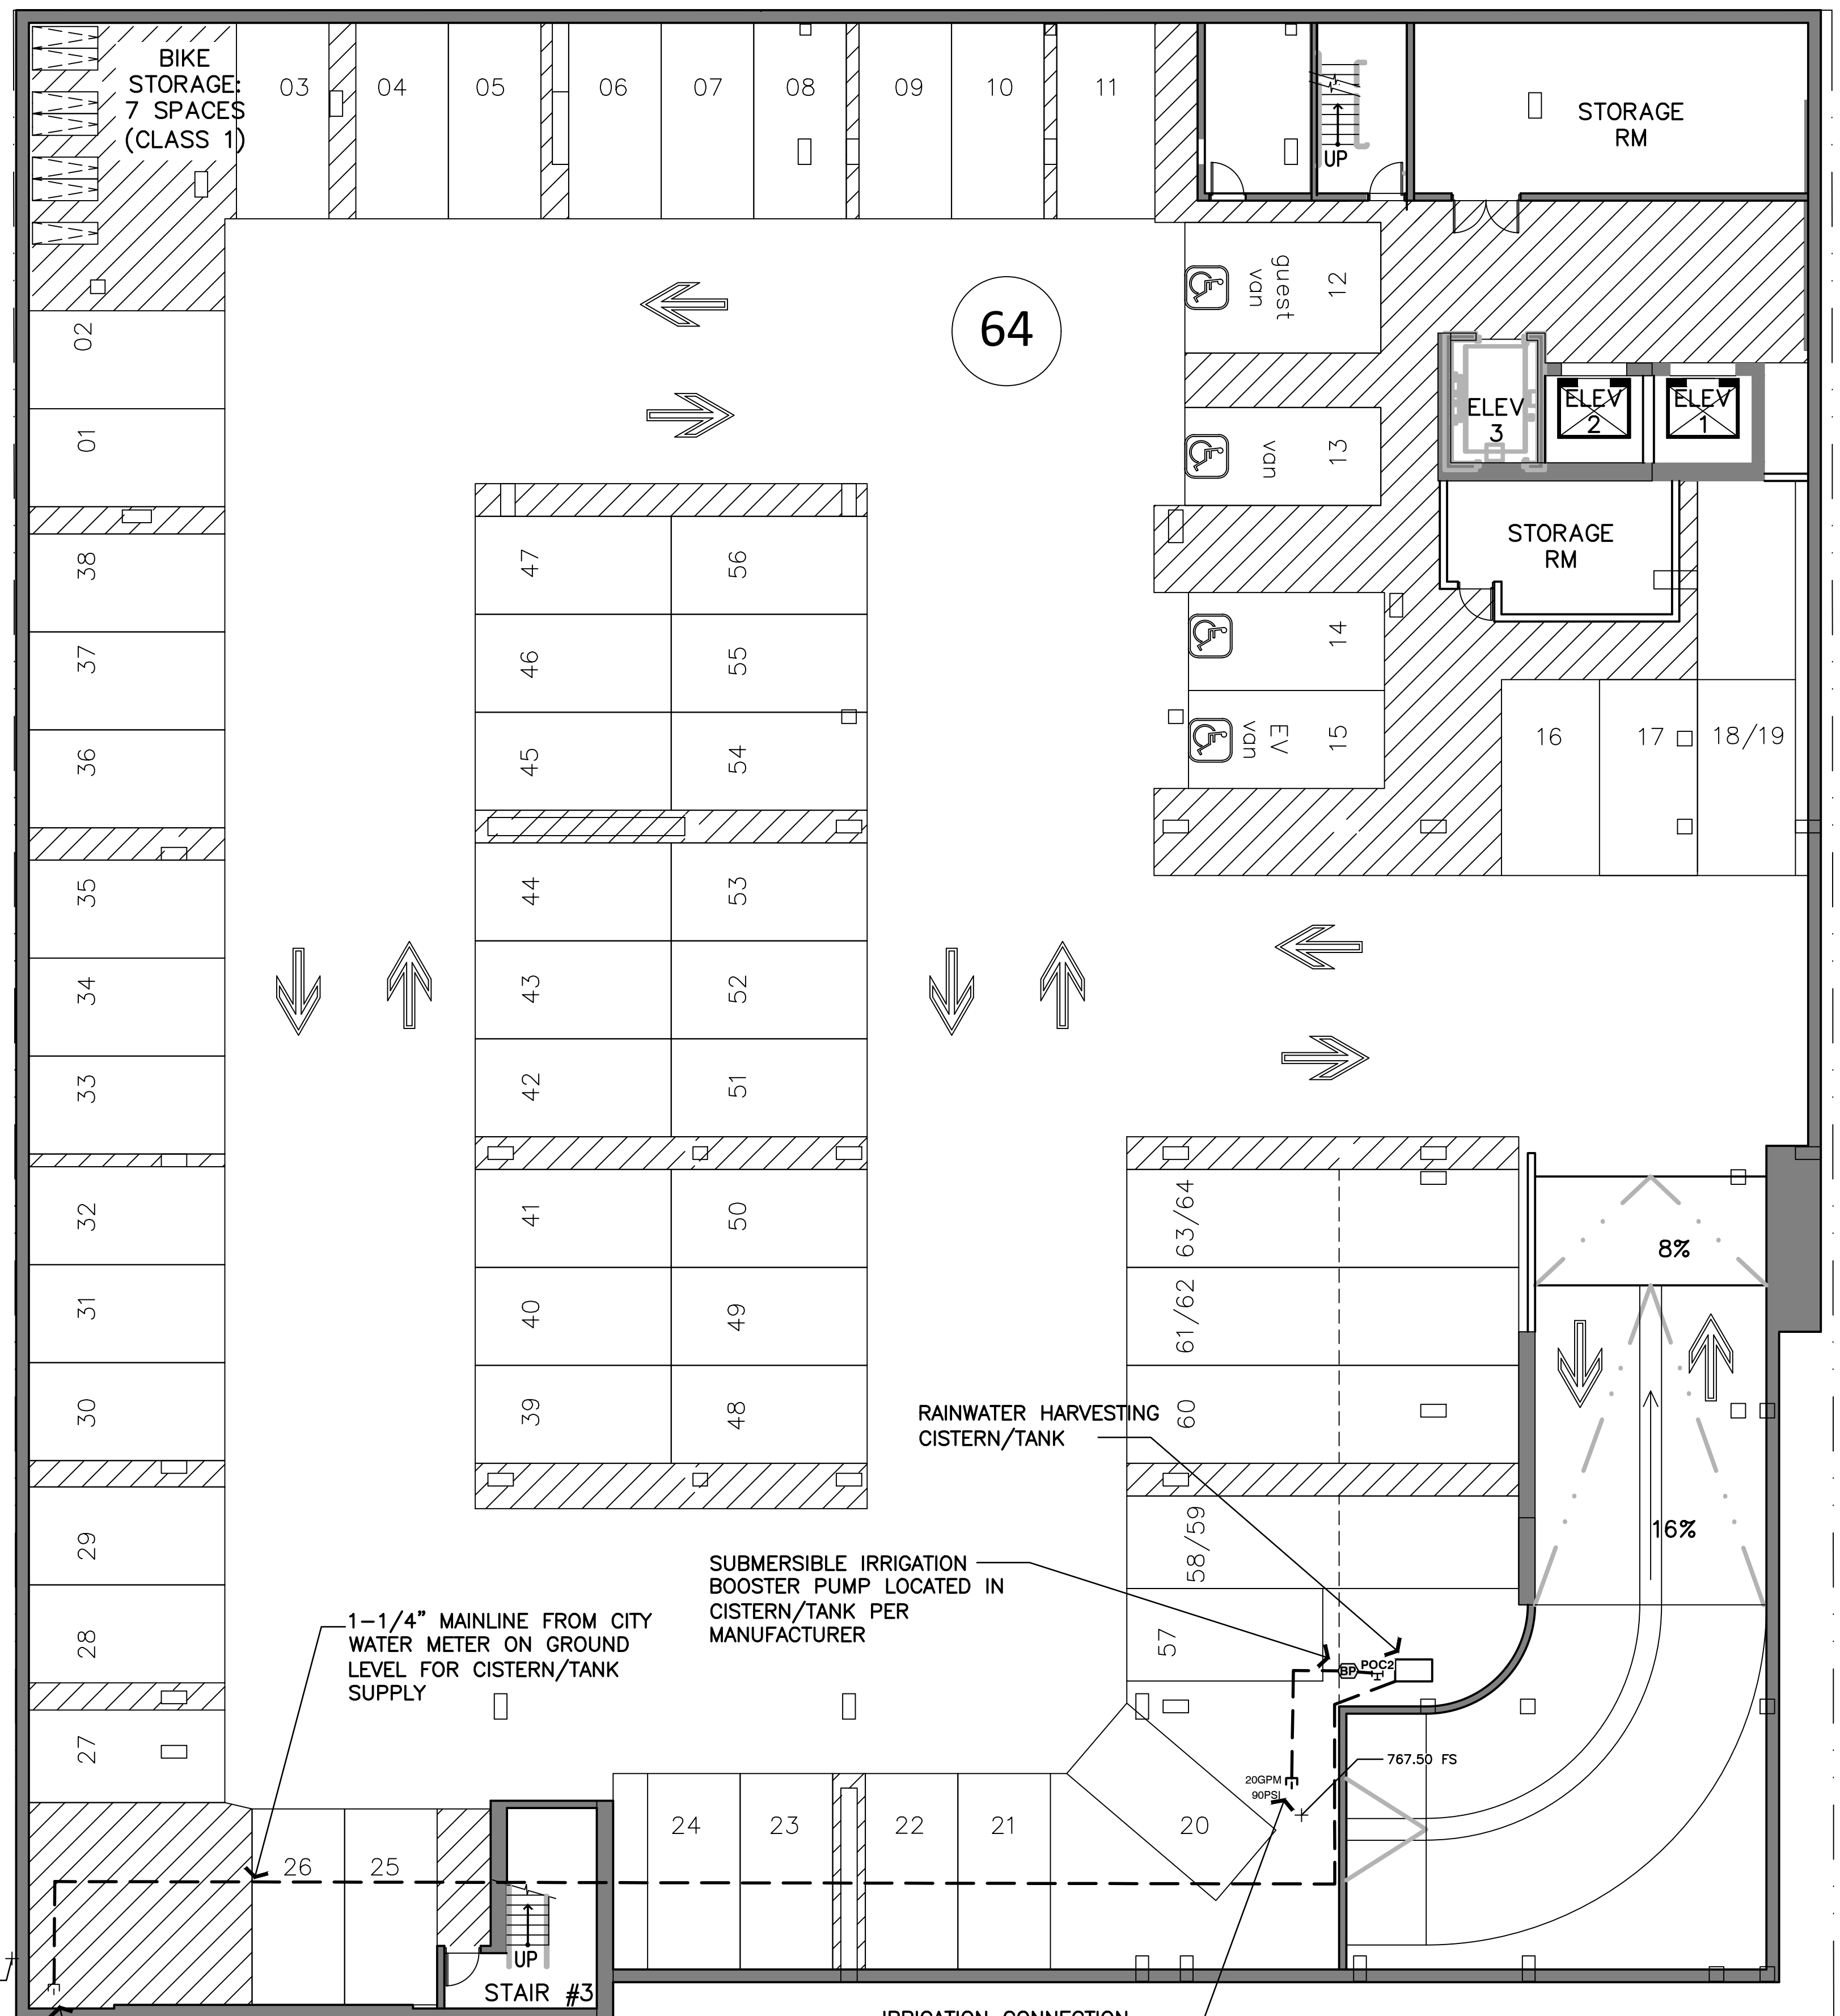 BIKE
STORAGE:
7 SPACES
(CLASS 1)
03
04
05
06
07
08
09
10
11
UP
STORAGE
RM
02
01
38
37
36
35
34
33
32
31
30
29
28
27
64
guest
van
12
van
13
14
EV
van
15
ELEV
3
ELEV
2
ELEV
1
STORAGE
RM
16
17
18/19
47
56
46
55
45
54
44
53
43
52
42
51
41
50
40
49
39
48
63/64
61/62
60
58/59
57
8%
16%
RAINWATER HARVESTING
CISTERN/TANK
SUBMERSIBLE IRRIGATION
BOOSTER PUMP LOCATED IN
CISTERN/TANK PER
MANUFACTURER
1-1/4" MAINLINE FROM CITY
WATER METER ON GROUND
LEVEL FOR CISTERN/TANK
SUPPLY
BP
POC2
767.50 FS
20GPM
90PSI
26
25
24
23
22
21
20
UP
STAIR #3
IRRIGATION CONNECTION